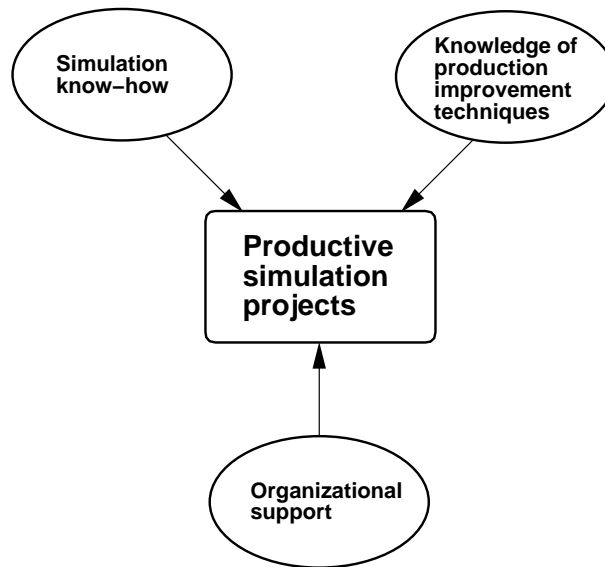 Simulation
know−how
Knowledge of
production
improvement
techniques
Productive
simulation
projects
Organizational
support